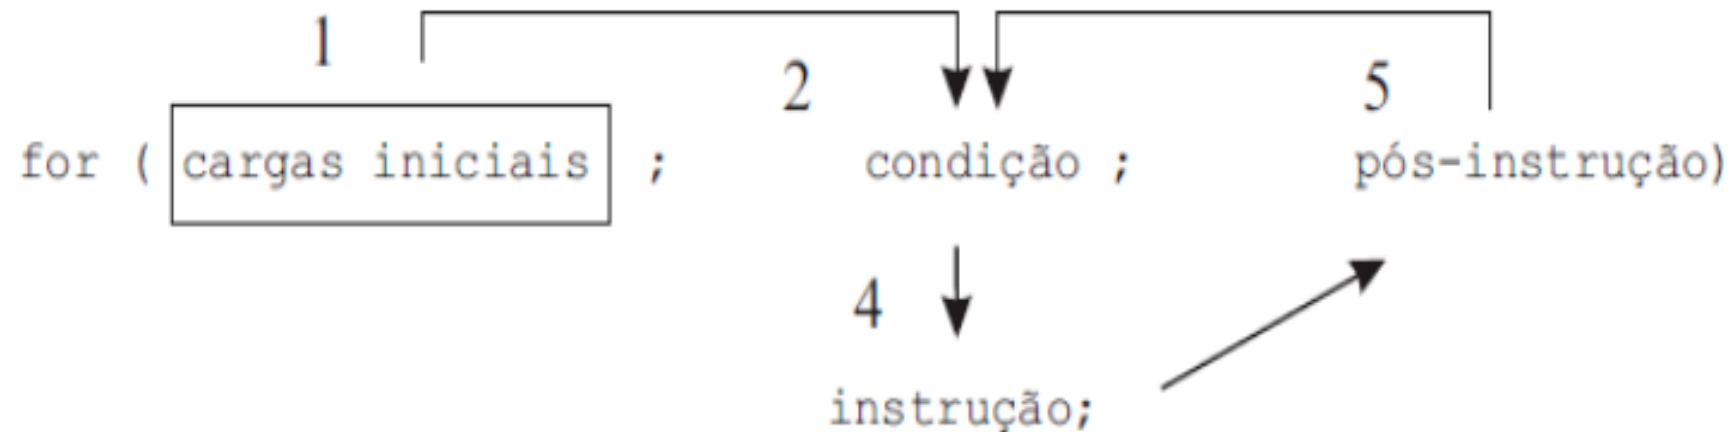 1
2
5
for ( cargas iniciais ; condição ; pós-instrução)
4
instrução;